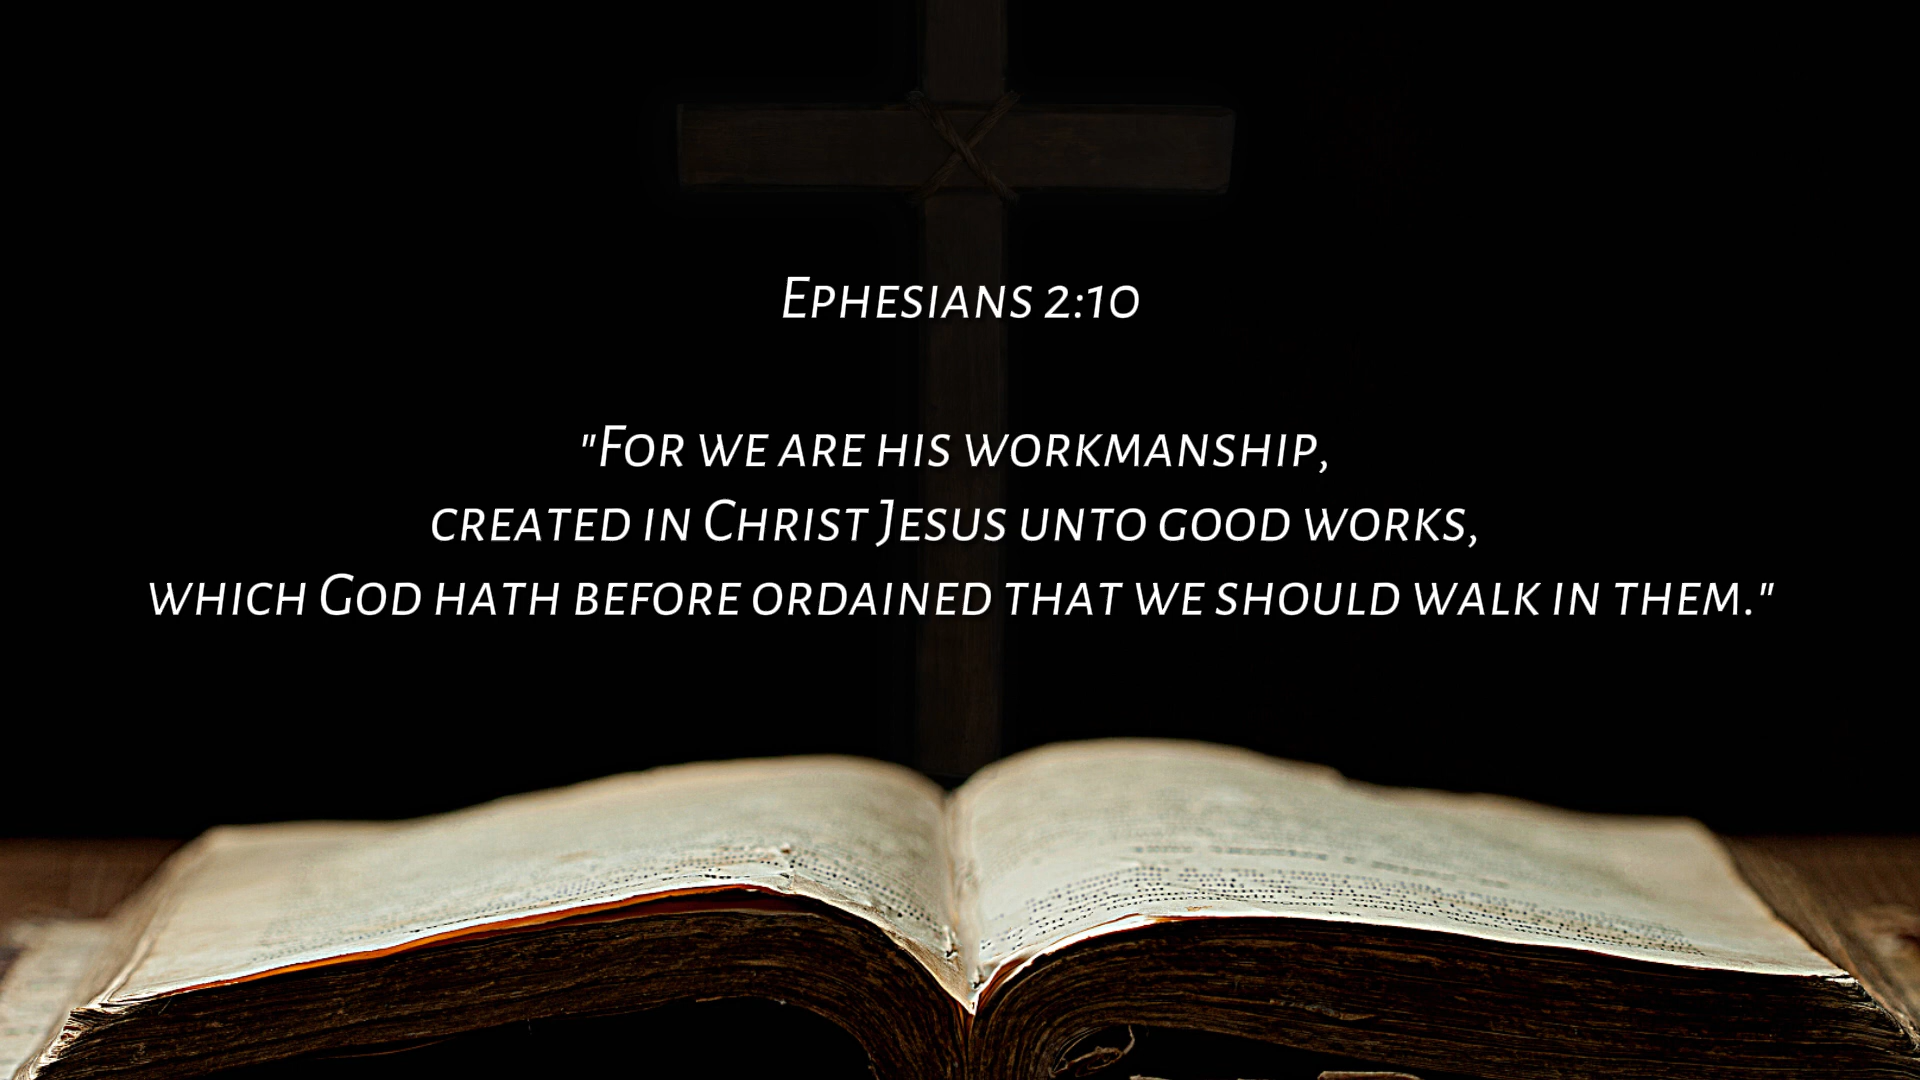 Ephesians 2:10
"For we are his workmanship,
created in Christ Jesus unto good works,
which God hath before ordained that we should walk in them."